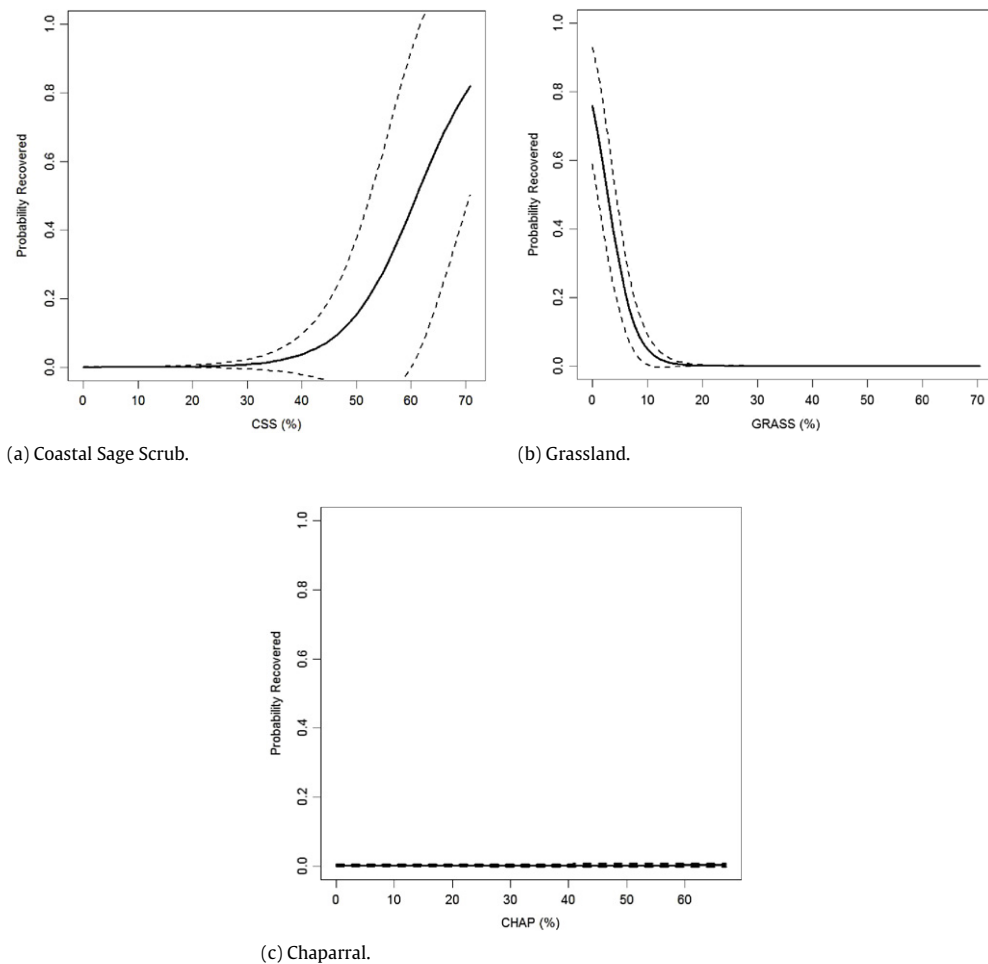 1.0
0.8
0.6
0.4
0.2
0.0
Probability Recovered
0 10 20 30 40 50 60 70
CSS (%)
(a) Coastal Sage Scrub.
1.0
0.8
0.6
0.4
0.2
0.0
Probability Recovered
0 10 20 30 40 50 60 70
GRASS (%)
(b) Grassland.
1.0
0.8
0.6
0.4
0.2
0.0
Probability Recovered
0 10 20 30 40 50 60
CHAP (%)
(c) Chaparral.